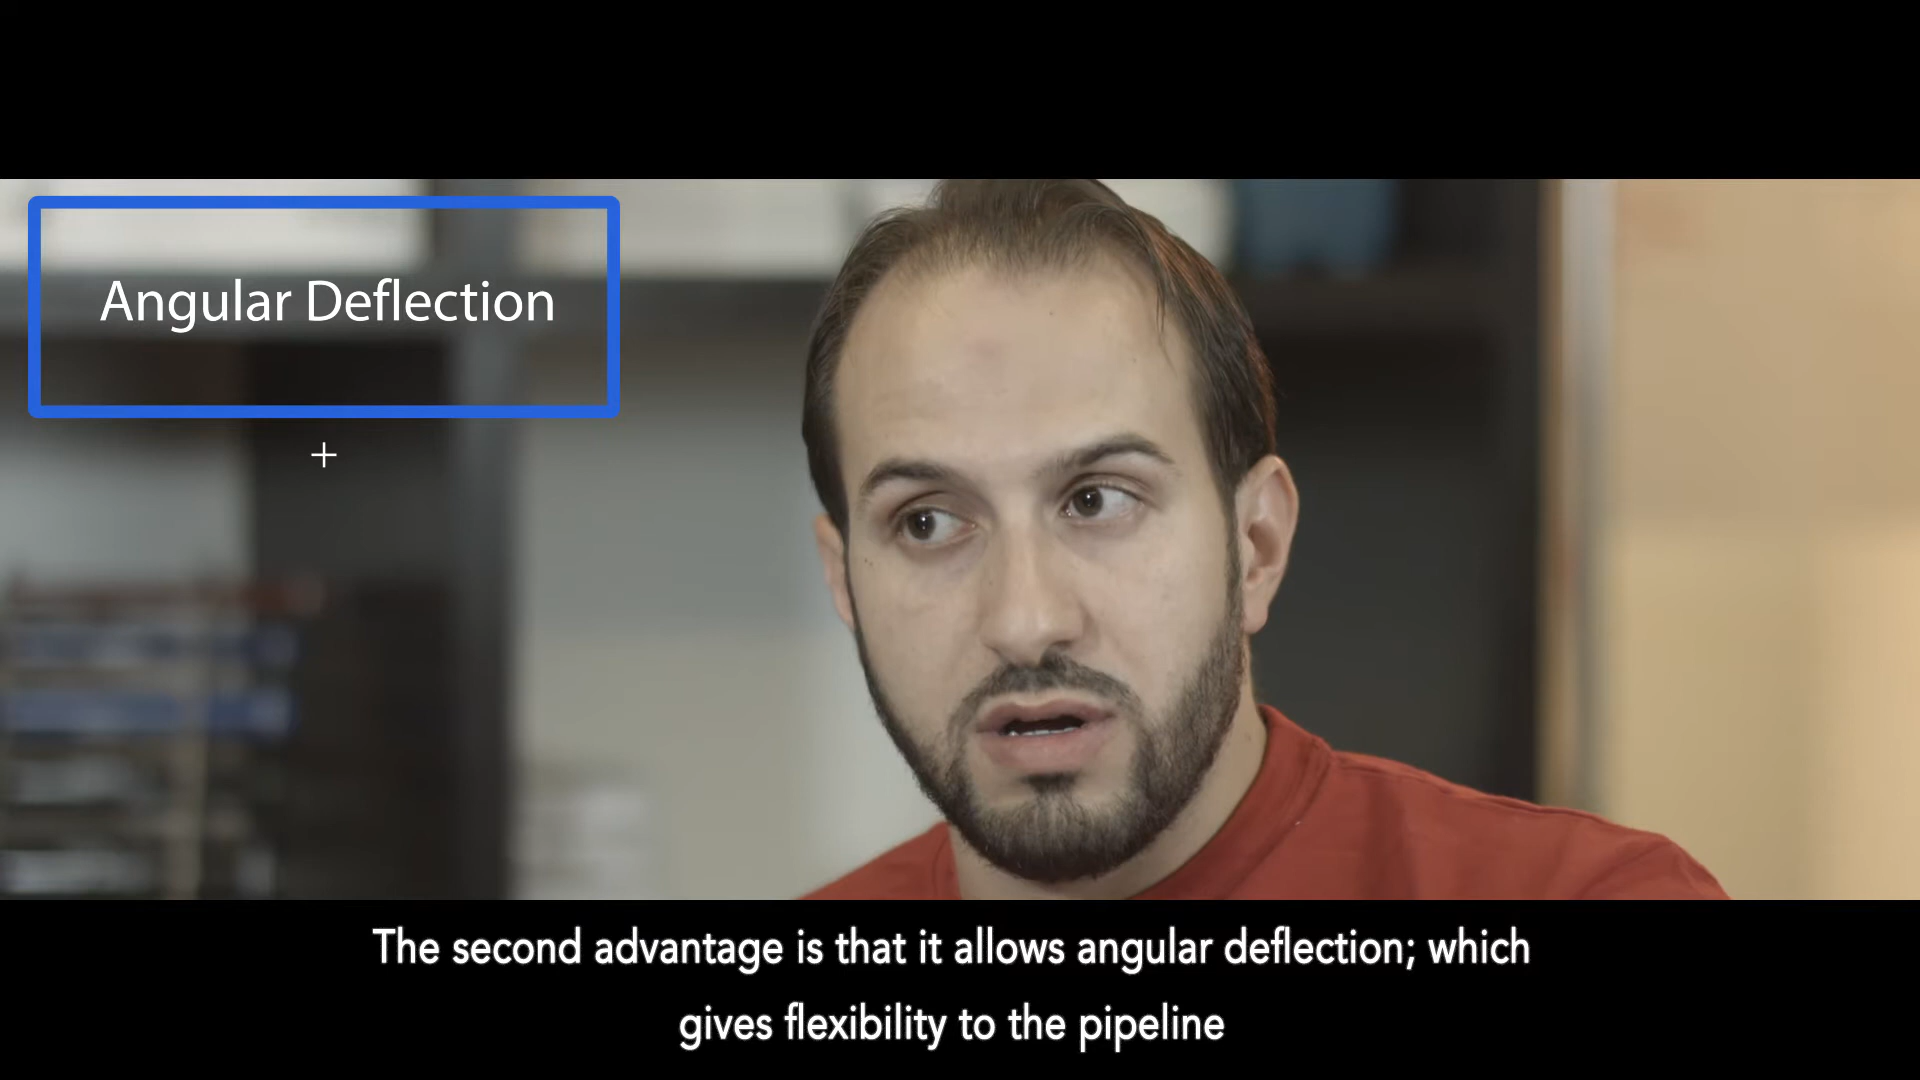 Angular Deflection
+
The second advantage is that it allows angular deflection; which
gives flexibility to the pipeline